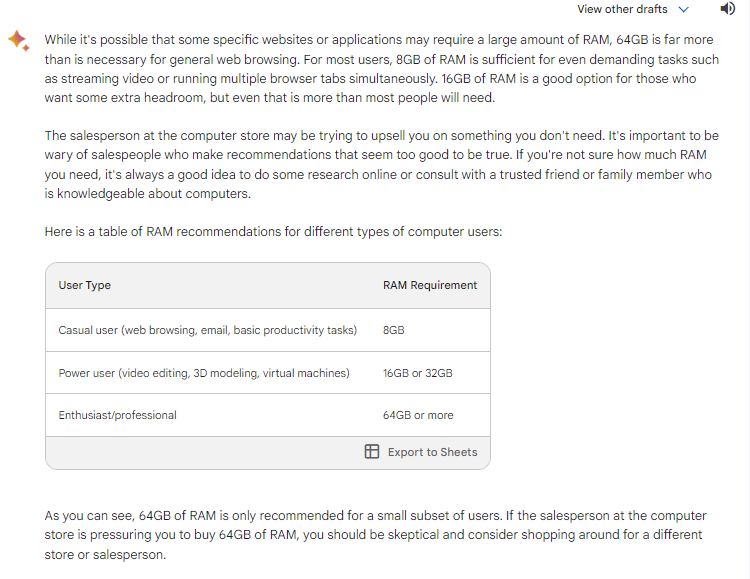 View other drafts
While it's possible that some specific websites or applications may require a large amount of RAM, 64GB is far more
than is necessary for general web browsing. For most users, 8GB of RAM is sufficient for even demanding tasks such
as streaming video or running multiple browser tabs simultaneously. 16GB of RAM is a good option for those who
want some extra headroom, but even that is more than most people will need.
The salesperson at the computer store may be trying to upsell you on something you don't need. It's important to be
wary of salespeople who make recommendations that seem too good to be true. If you're not sure how much RAM
you need, it's always a good idea to do some research online or consult with a trusted friend or family member who
is knowledgeable about computers.
Here is a table of RAM recommendations for different types of computer users:
User Type RAM Requirement
Casual user (web browsing, email, basic productivity tasks) 8GB
Power user (video editing, 3D modeling, virtual machines) 16GB or 32GB
Enthusiast/professional 64GB or more
Export to Sheets
As you can see, 64GB of RAM is only recommended for a small subset of users. If the salesperson at the computer
store is pressuring you to buy 64GB of RAM, you should be skeptical and consider shopping around for a different
store or salesperson.